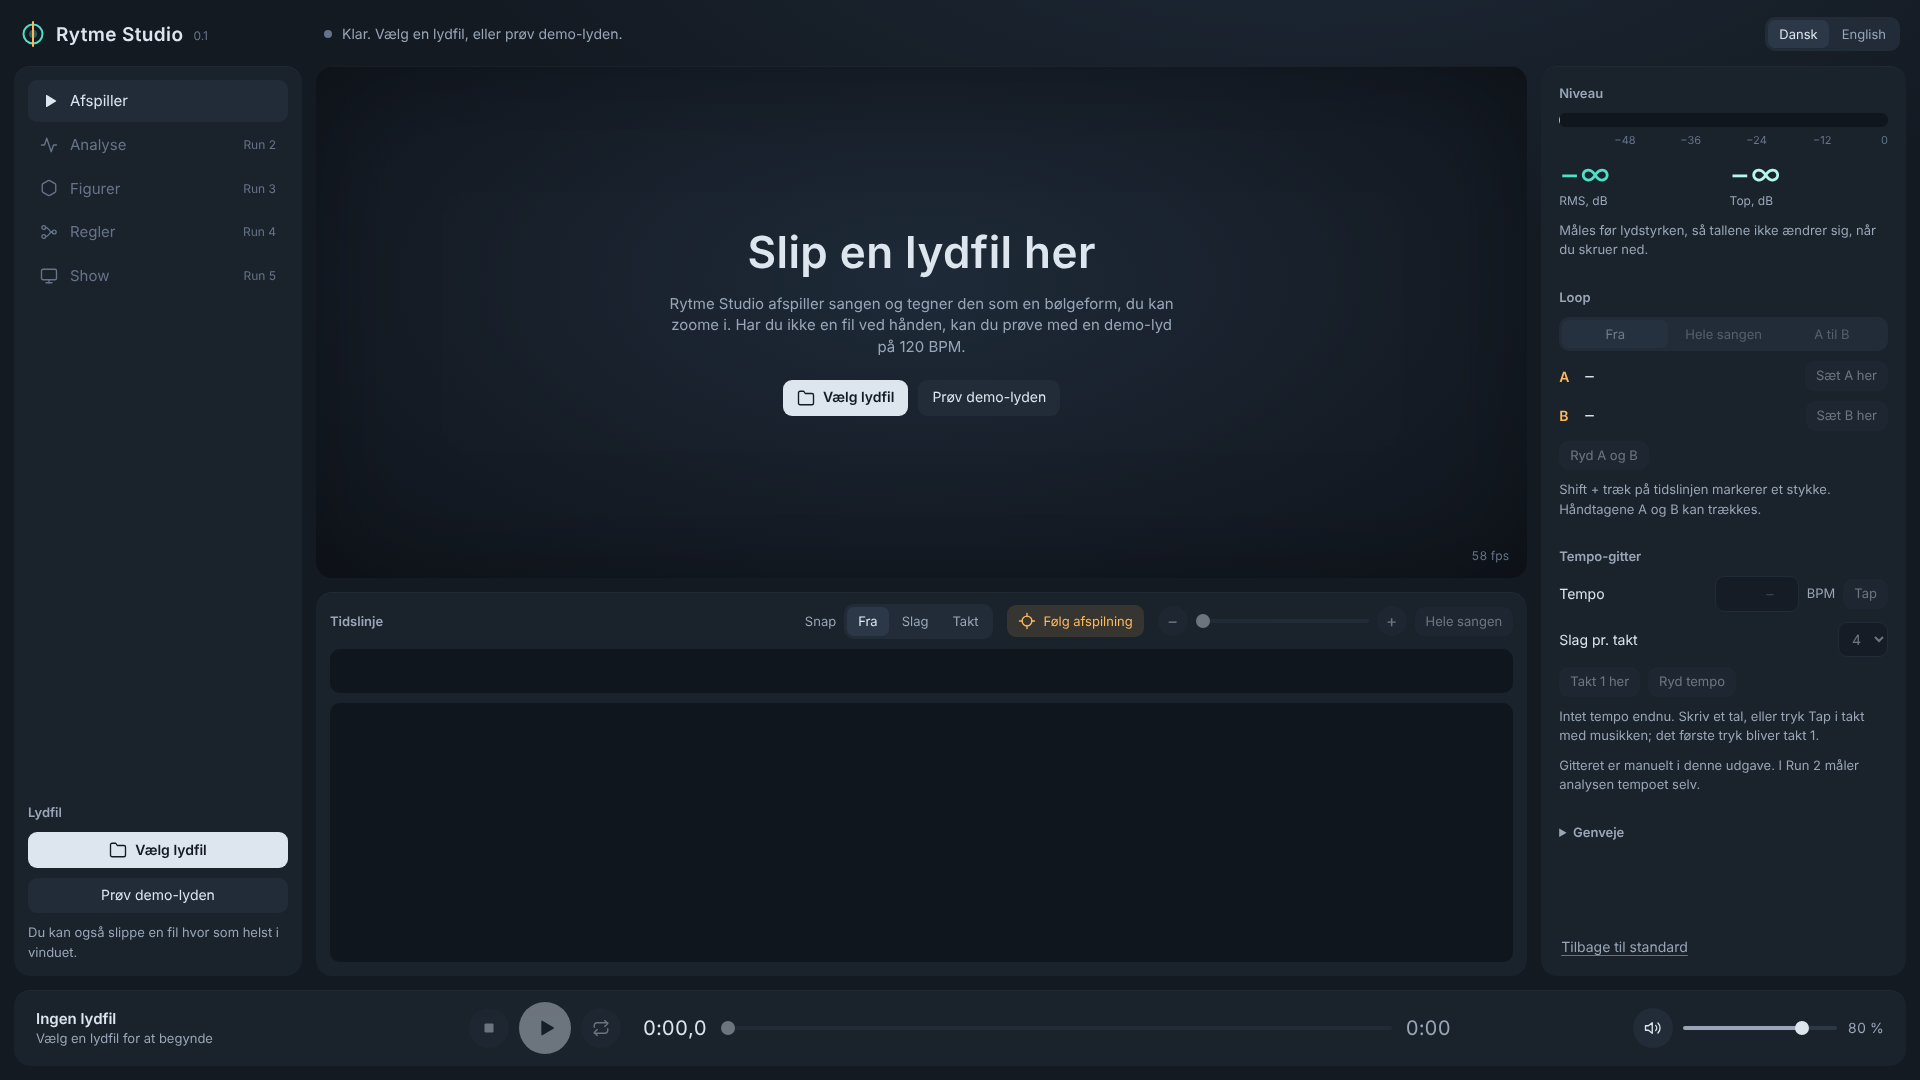 Rytme Studio 0.1
Klar. Vælg en lydfil, eller prøv demo-lyden.
Dansk English
Afspiller
Analyse Run 2
Figurer Run 3
Regler Run 4
Show Run 5
Lydfil
Vælg lydfil
Prøv demo-lyden
Du kan også slippe en fil hvor som helst i
vinduet.
Slip en lydfil her
Rytme Studio afspiller sangen og tegner den som en bølgeform, du kan
zoome i. Har du ikke en fil ved hånden, kan du prøve med en demo-lyd
på 120 BPM.
Vælg lydfil Prøv demo-lyden
58 fps
Tidslinje Snap Fra Slag Takt Følg afspilning − + Hele sangen
Niveau
−48 −36 −24 −12 0
−∞ −∞
RMS, dB Top, dB
Måles før lydstyrken, så tallene ikke ændrer sig, når
du skruer ned.
Loop
Fra Hele sangen A til B
A – Sæt A her
B – Sæt B her
Ryd A og B
Shift + træk på tidslinjen markerer et stykke.
Håndtagene A og B kan trækkes.
Tempo-gitter
Tempo – BPM Tap
Slag pr. takt 4
Takt 1 her Ryd tempo
Intet tempo endnu. Skriv et tal, eller tryk Tap i takt
med musikken; det første tryk bliver takt 1.
Gitteret er manuelt i denne udgave. I Run 2 måler
analysen tempoet selv.
Genveje
Tilbage til standard
Ingen lydfil
Vælg en lydfil for at begynde
0:00,0 0:00 80 %